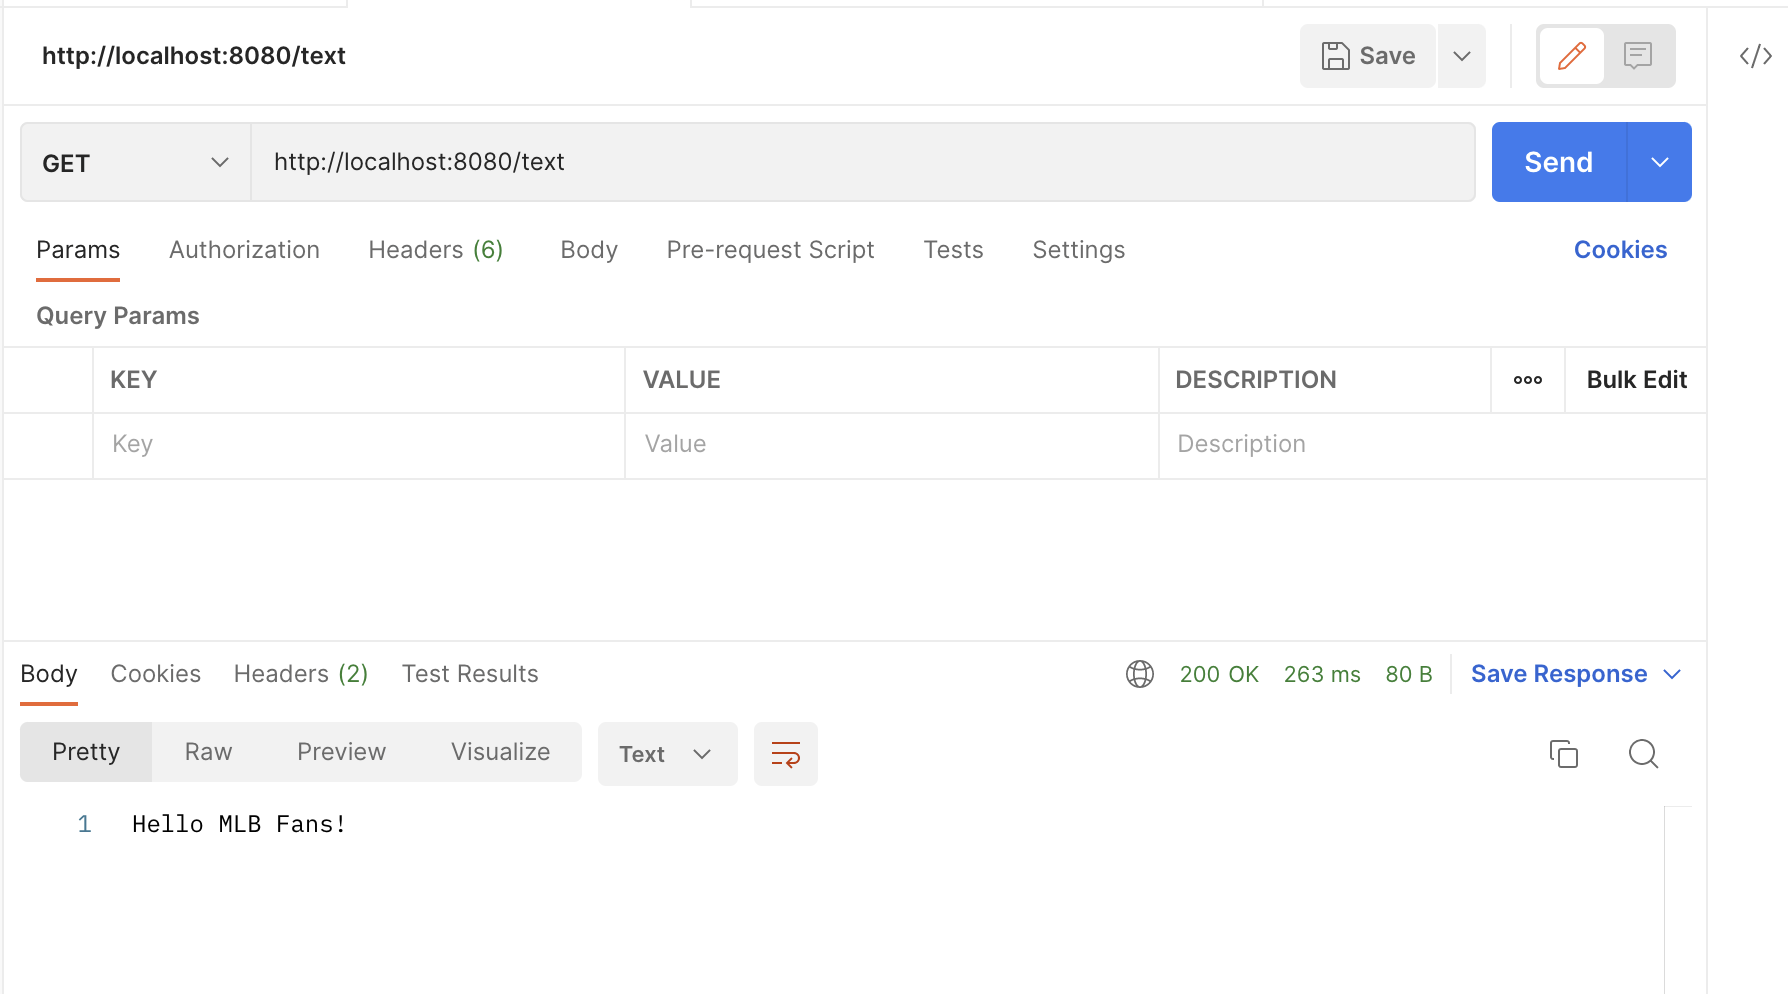 http://localhost:8080/text
Save
</>
GET
http://localhost:8080/text
Send
Params Authorization Headers (6) Body Pre-request Script Tests Settings Cookies
Query Params
KEY VALUE DESCRIPTION ooo Bulk Edit
Key Value Description
Body Cookies Headers (2) Test Results 200 OK 263 ms 80 B Save Response
Pretty Raw Preview Visualize Text
1 Hello MLB Fans!